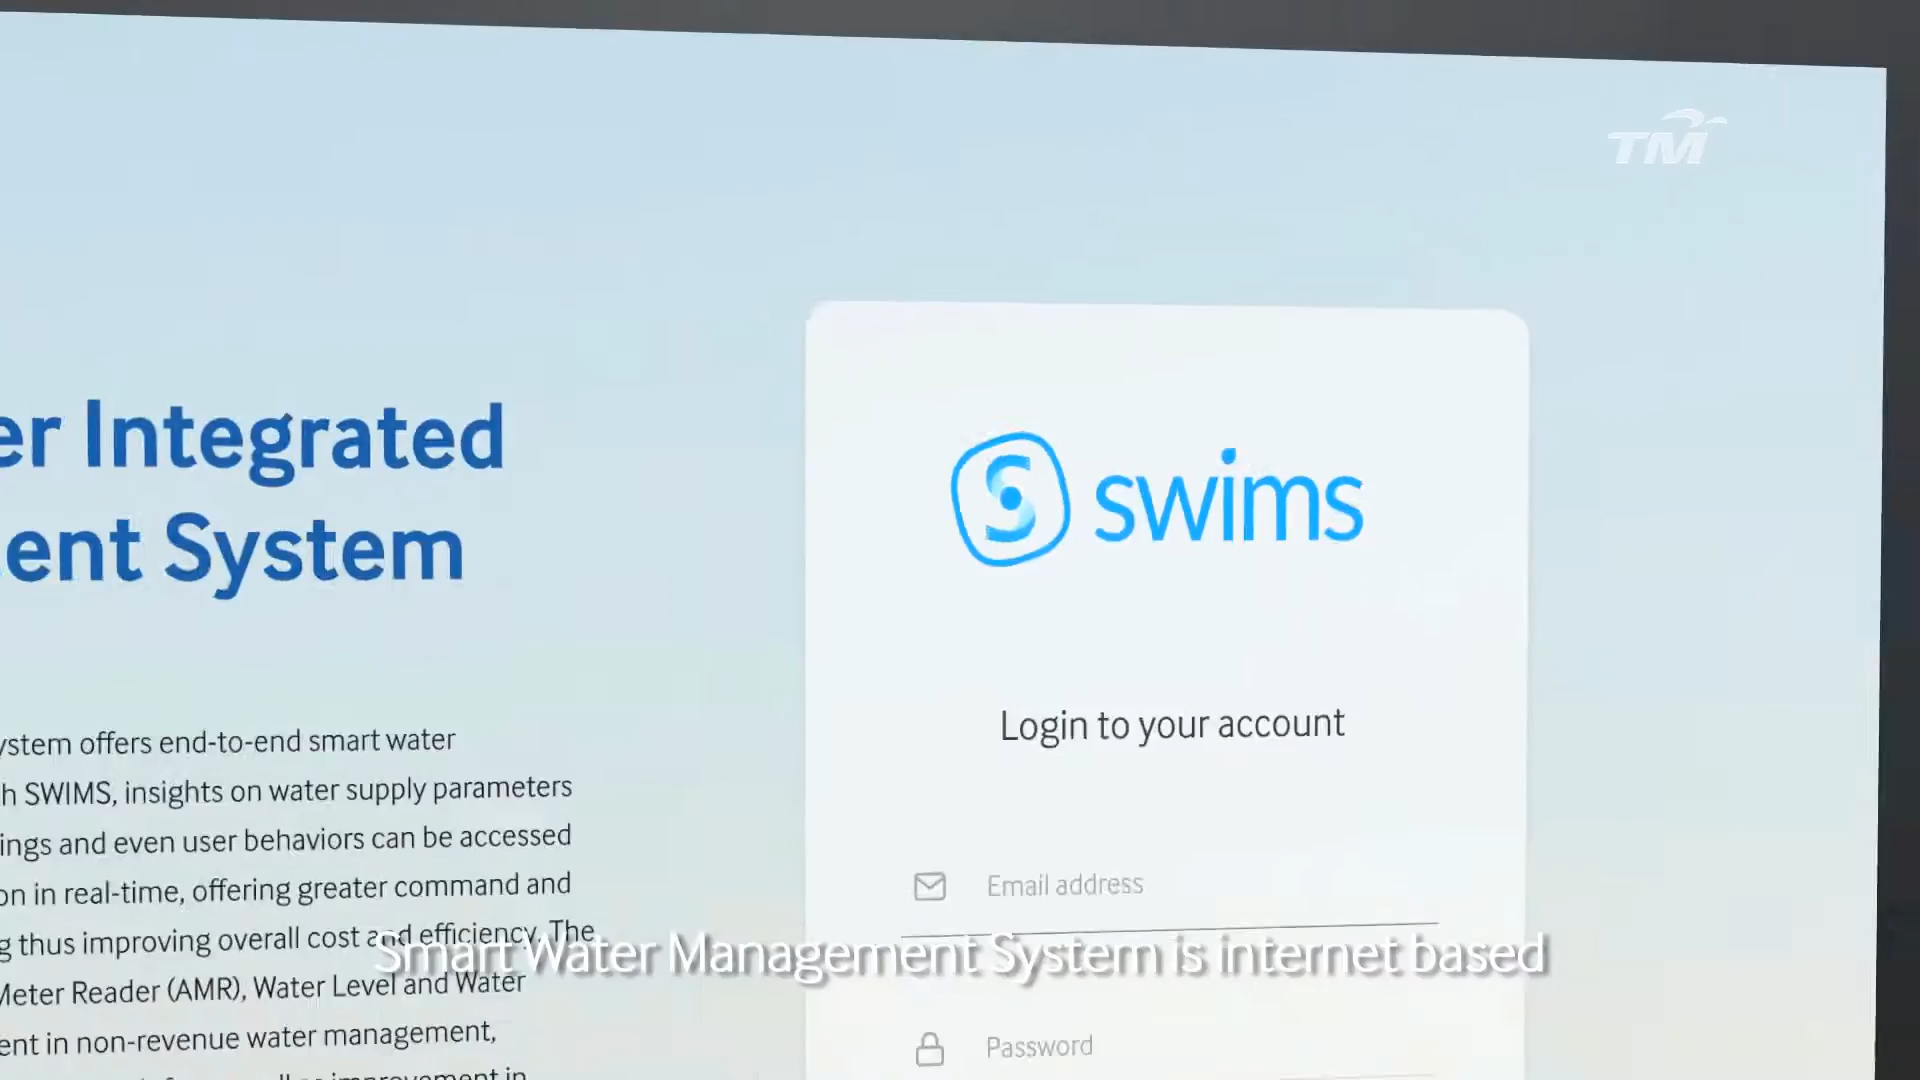 TM
er Integrated
ent System
swims
Login to your account
ystem offers end-to-end smart water
h SWIMS, insights on water supply parameters
ings and even user behaviors can be accessed
on in real-time, offering greater command and
g thus improving overall cost and efficiency. The
Meter Reader (AMR), Water Level and Water
ent in non-revenue water management,
improvement in
Email address
Password
Smart Water Management System is internet based